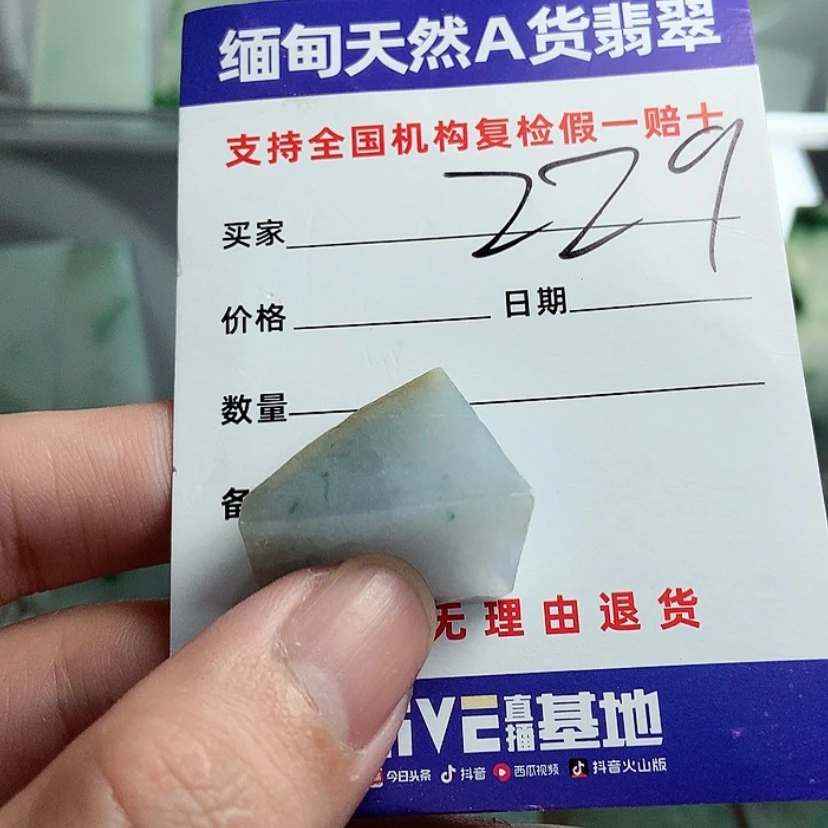 缅甸天然A货翡翠
支持全国机构复检假一赔十
买家 229
价格 日期
数量
备
无理由退货
直播基地
今日头条 抖音 西瓜视频 抖音火山版